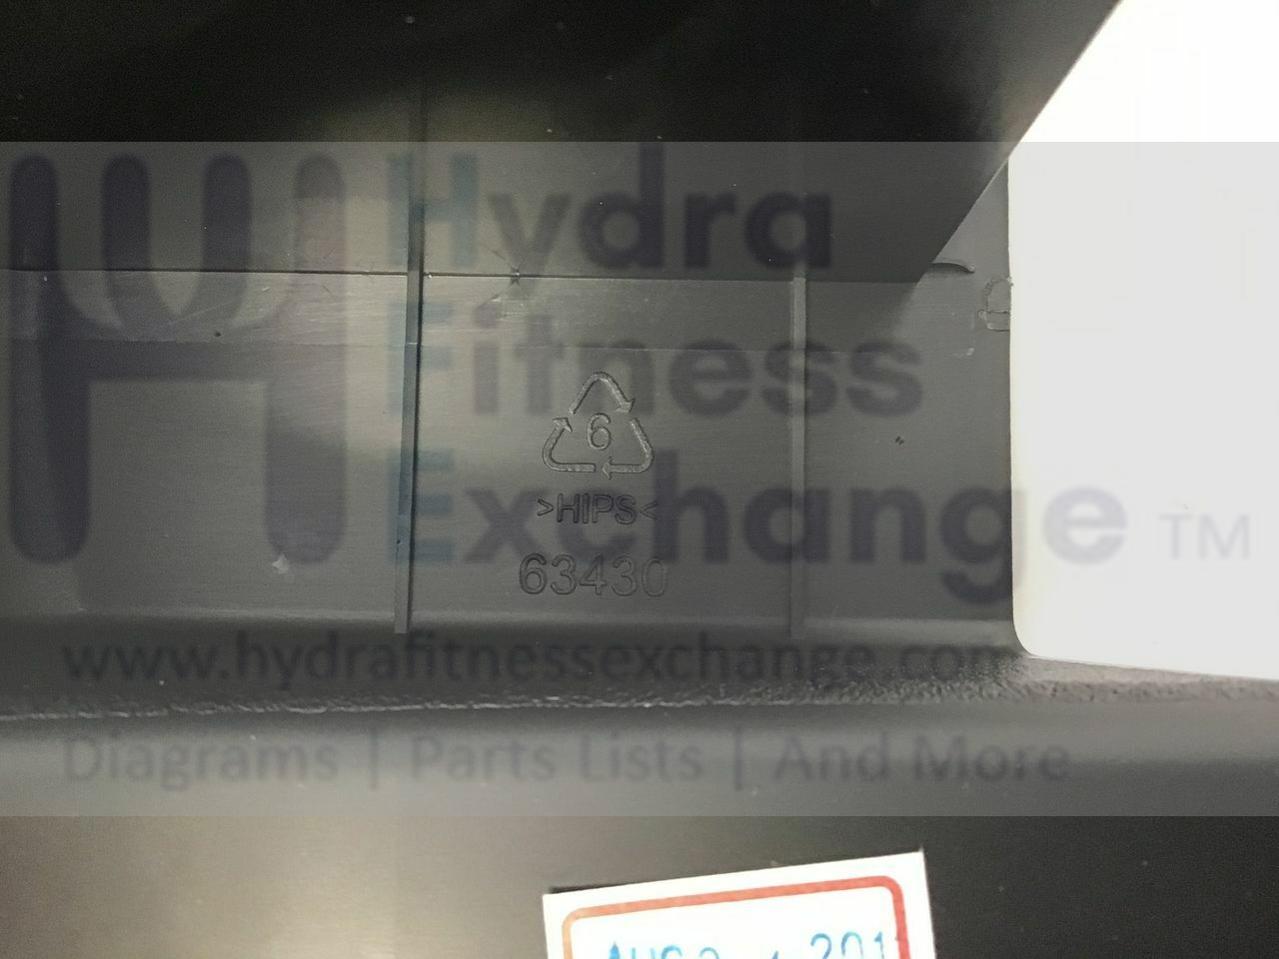 Hydra
Fitness
6
>HIPS<
Exchange TM
63430
www.hydrafitnessexchange.com
Diagrams | Parts Lists | And More